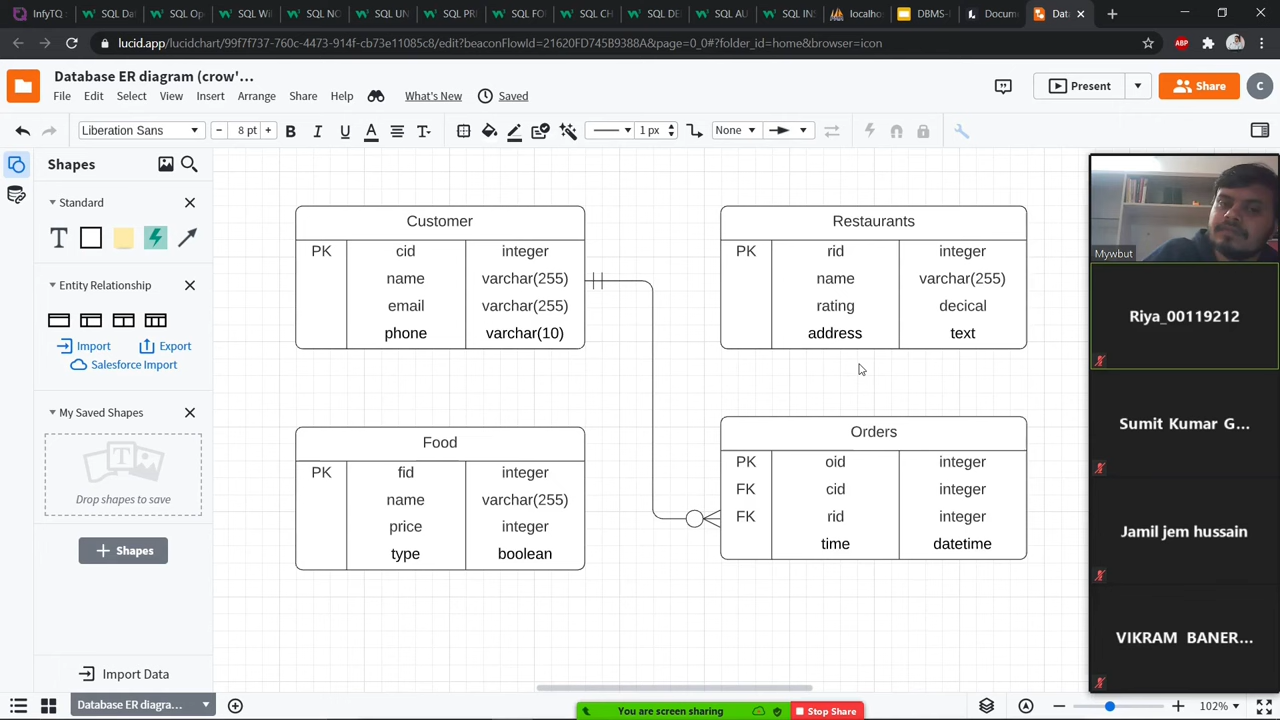 InfyTQ :
SQL Dat
SQL Op
SQL Wi
SQL NO
SQL UN
SQL PR
SQL FO
SQL CH
SQL DE
SQL AU
SQL INS
localhos
DBMS-I
Docume
Data
lucid.app/lucidchart/99f7f737-760c-4473-914f-cb73e11085c8/edit?beaconFlowId=21620FD745B9388A&page=0_0#?folder_id=home&browser=icon
ABP
Database ER diagram (crow'...
File Edit Select View Insert Arrange Share Help What's New Saved
Present
Share
C
Liberation Sans
− 8 pt +
B I U A T
1 px
None
Shapes
Standard
T
Entity Relationship
Import Export
Salesforce Import
My Saved Shapes
Drop shapes to save
+ Shapes
Import Data
Customer
PK cid integer
name varchar(255)
email varchar(255)
phone varchar(10)
Restaurants
PK rid integer
name varchar(255)
rating decical
address text
Food
PK fid integer
name varchar(255)
price integer
type boolean
Orders
PK oid integer
FK cid integer
FK rid integer
time datetime
Mywbut
Riya_00119212
Sumit Kumar G...
Jamil jem hussain
VIKRAM BANER...
Database ER diagra...
You are screen sharing
Stop Share
102%